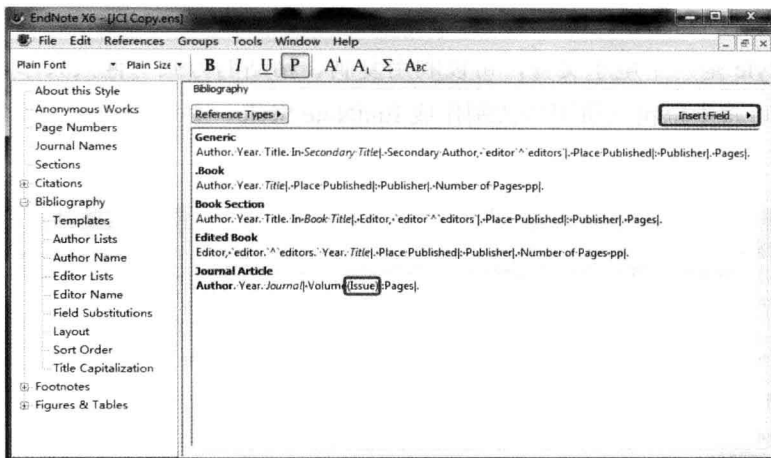 EndNote X6 - [JCI Copy.ens]
File Edit References Groups Tools Window Help
Plain Font Plain Size B I U P A¹ A₁ Σ ABC
About this Style
Anonymous Works
Page Numbers
Journal Names
Sections
Citations
Bibliography
Templates
Author Lists
Author Name
Editor Lists
Editor Name
Field Substitutions
Layout
Sort Order
Title Capitalization
Footnotes
Figures & Tables
Bibliography
Reference Types Insert Field
Generic
Author.·Year.·Title.·In·Secondary·Title|.·Secondary·Author,·`editor`^`editors`|.·Place·Published|:·Publisher|.·Pages|.
.Book
Author.·Year.·Title|.·Place·Published|:·Publisher|.·Number·of·Pages·pp|.
Book Section
Author.·Year.·Title.·In·Book·Title|.·Editor,·`editor`^`editors`|.·Place·Published|:·Publisher|.·Pages|.
Edited Book
Editor,·`editor.`^`editors.`·Year.·Title|.·Place·Published|:·Publisher|.·Number·of·Pages·pp|.
Journal Article
Author.·Year.·Journal|·Volume(Issue)|:Pages|.